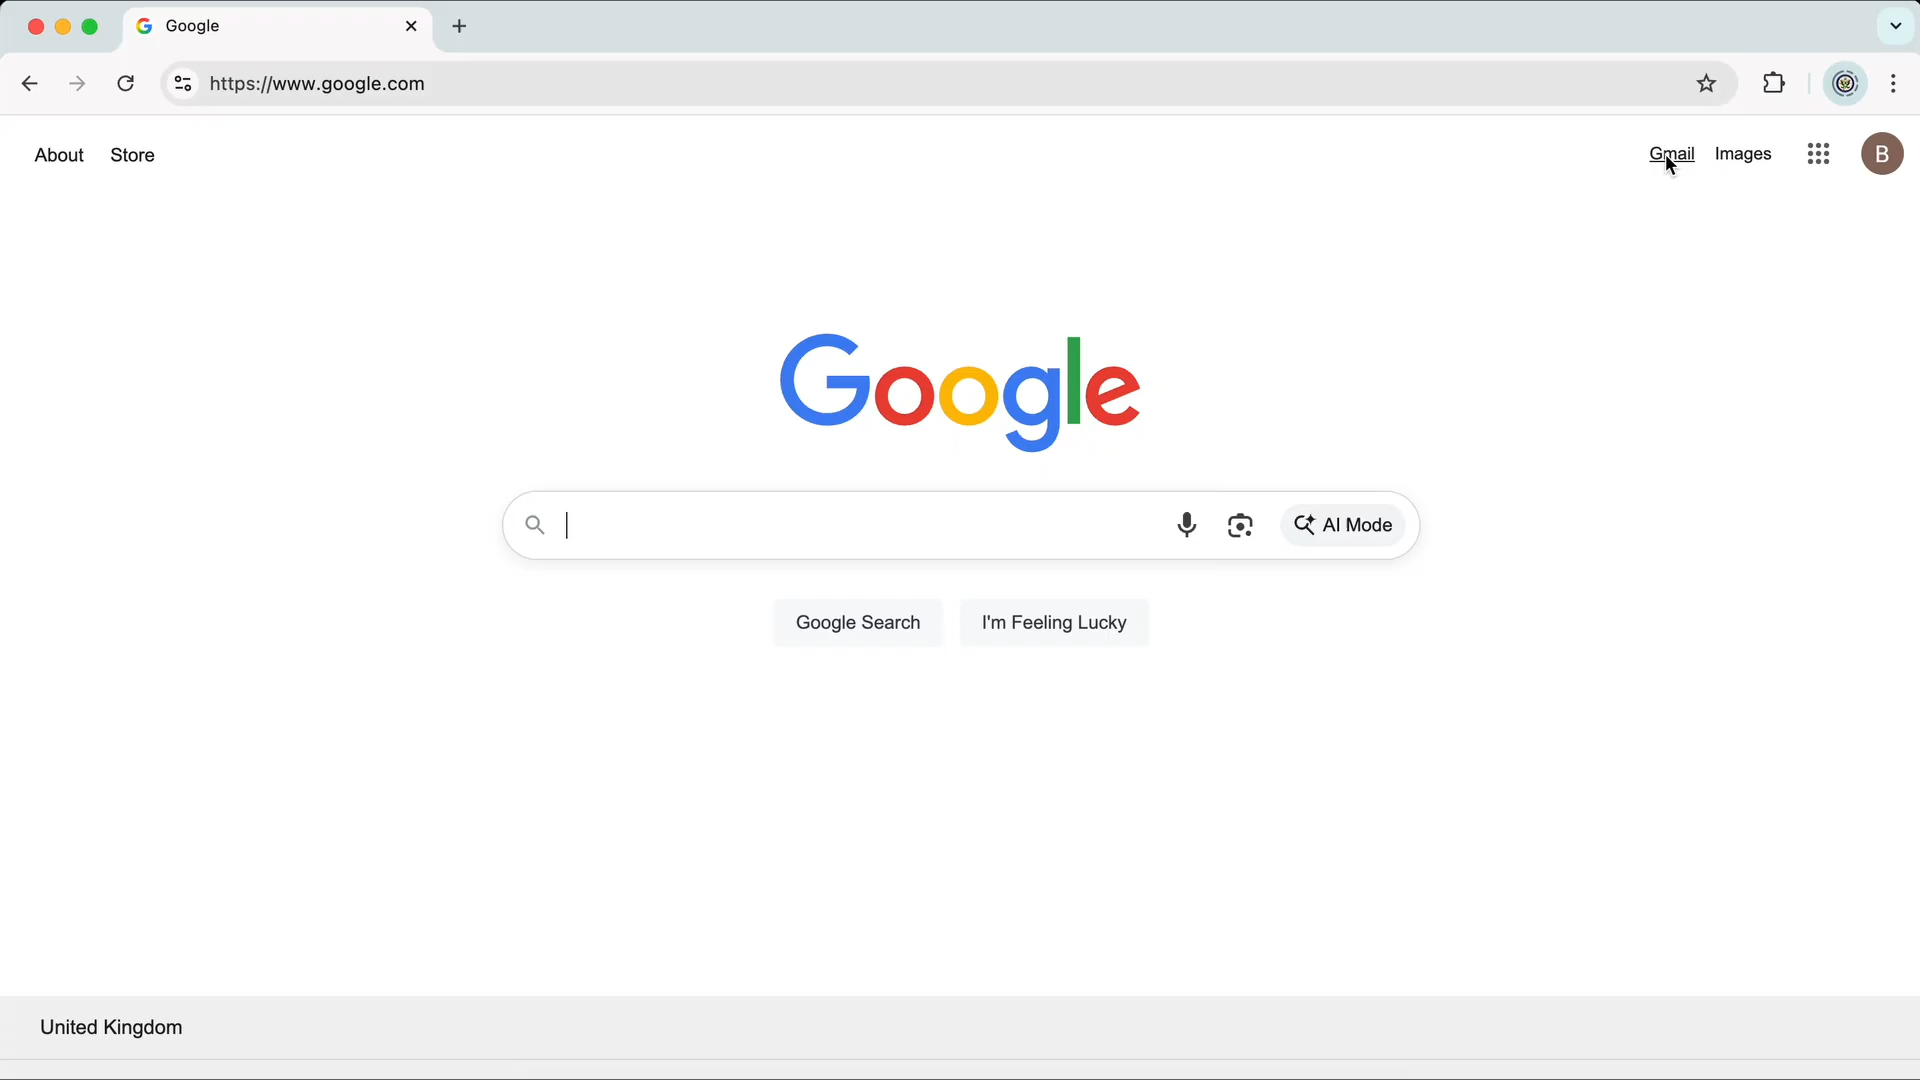 Google
https://www.google.com
About
Store
Gmail
Images
B
Google
AI Mode
Google Search
I'm Feeling Lucky
United Kingdom